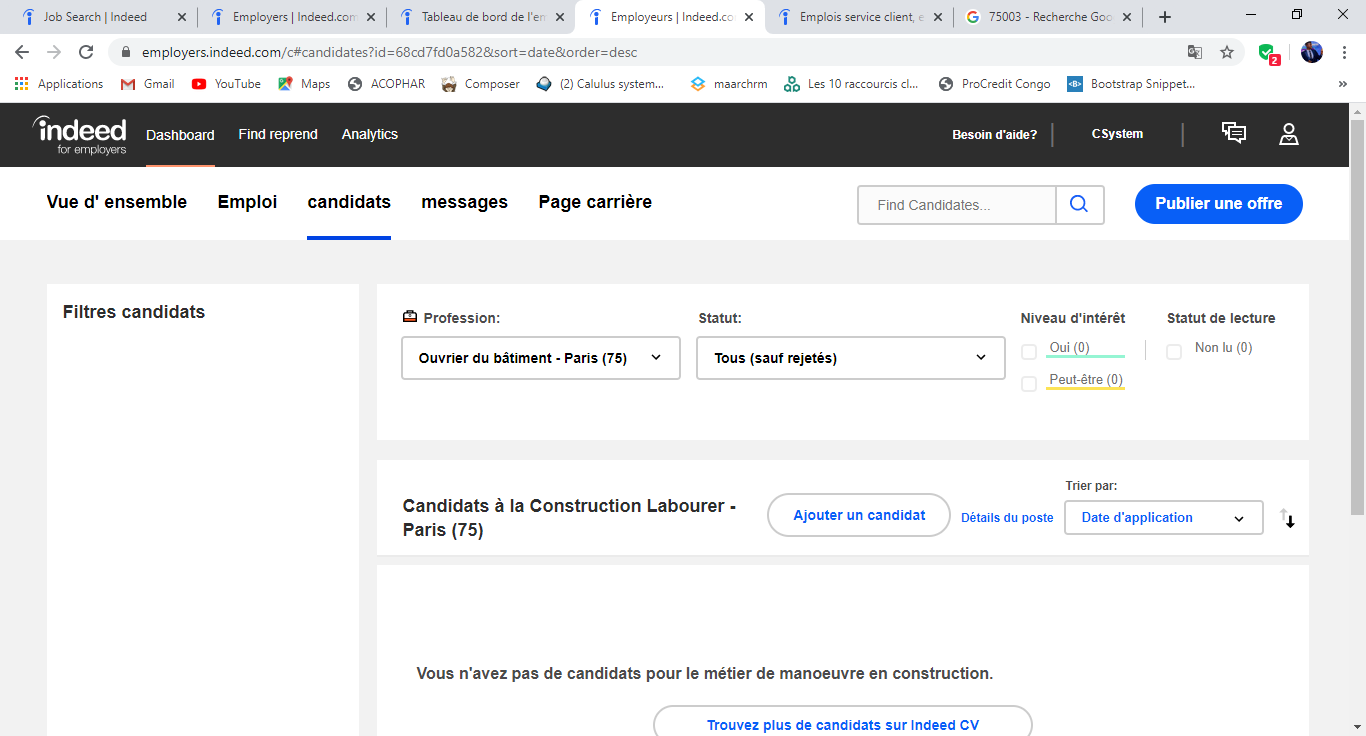 Job Search | Indeed
Employers | Indeed.com
Tableau de bord de l'em
Employeurs | Indeed.co
Emplois service client, e
75003 - Recherche Goo
employers.indeed.com/c#candidates?id=68cd7fd0a582&sort=date&order=desc
2
Applications
Gmail
YouTube
Maps
ACOPHAR
Composer
(2) Calulus system...
maarchrm
Les 10 raccourcis cl...
ProCredit Congo
Bootstrap Snippet...
»
indeed
for employers
Dashboard
Find reprend
Analytics
Besoin d'aide?
CSystem
Vue d' ensemble
Emploi
candidats
messages
Page carrière
Find Candidates...
Publier une offre
Filtres candidats
Profession:
Ouvrier du bâtiment - Paris (75)
Statut:
Tous (sauf rejetés)
Niveau d'intérêt
Oui (0)
Peut-être (0)
Statut de lecture
Non lu (0)
Candidats à la Construction Labourer -
Paris (75)
Ajouter un candidat
Détails du poste
Trier par:
Date d'application
Vous n'avez pas de candidats pour le métier de manoeuvre en construction.
Trouvez plus de candidats sur Indeed CV